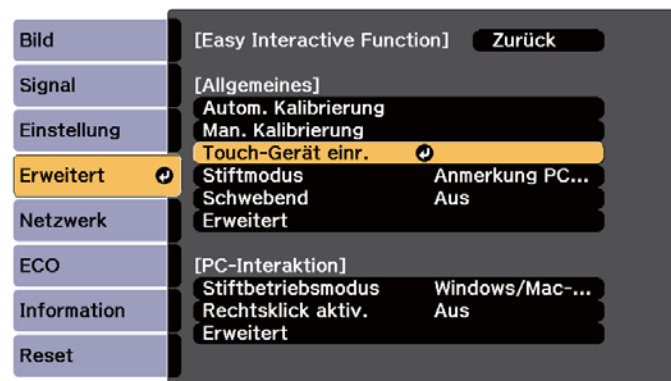 Bild
Signal
Einstellung
Erweitert
Netzwerk
ECO
Information
Reset
[Easy Interactive Function] Zurück
[Allgemeines]
Autom. Kalibrierung
Man. Kalibrierung
Touch-Gerät einr.
Stiftmodus Anmerkung PC...
Schwebend Aus
Erweitert
[PC-Interaktion]
Stiftbetriebsmodus Windows/Mac-...
Rechtsklick aktiv. Aus
Erweitert